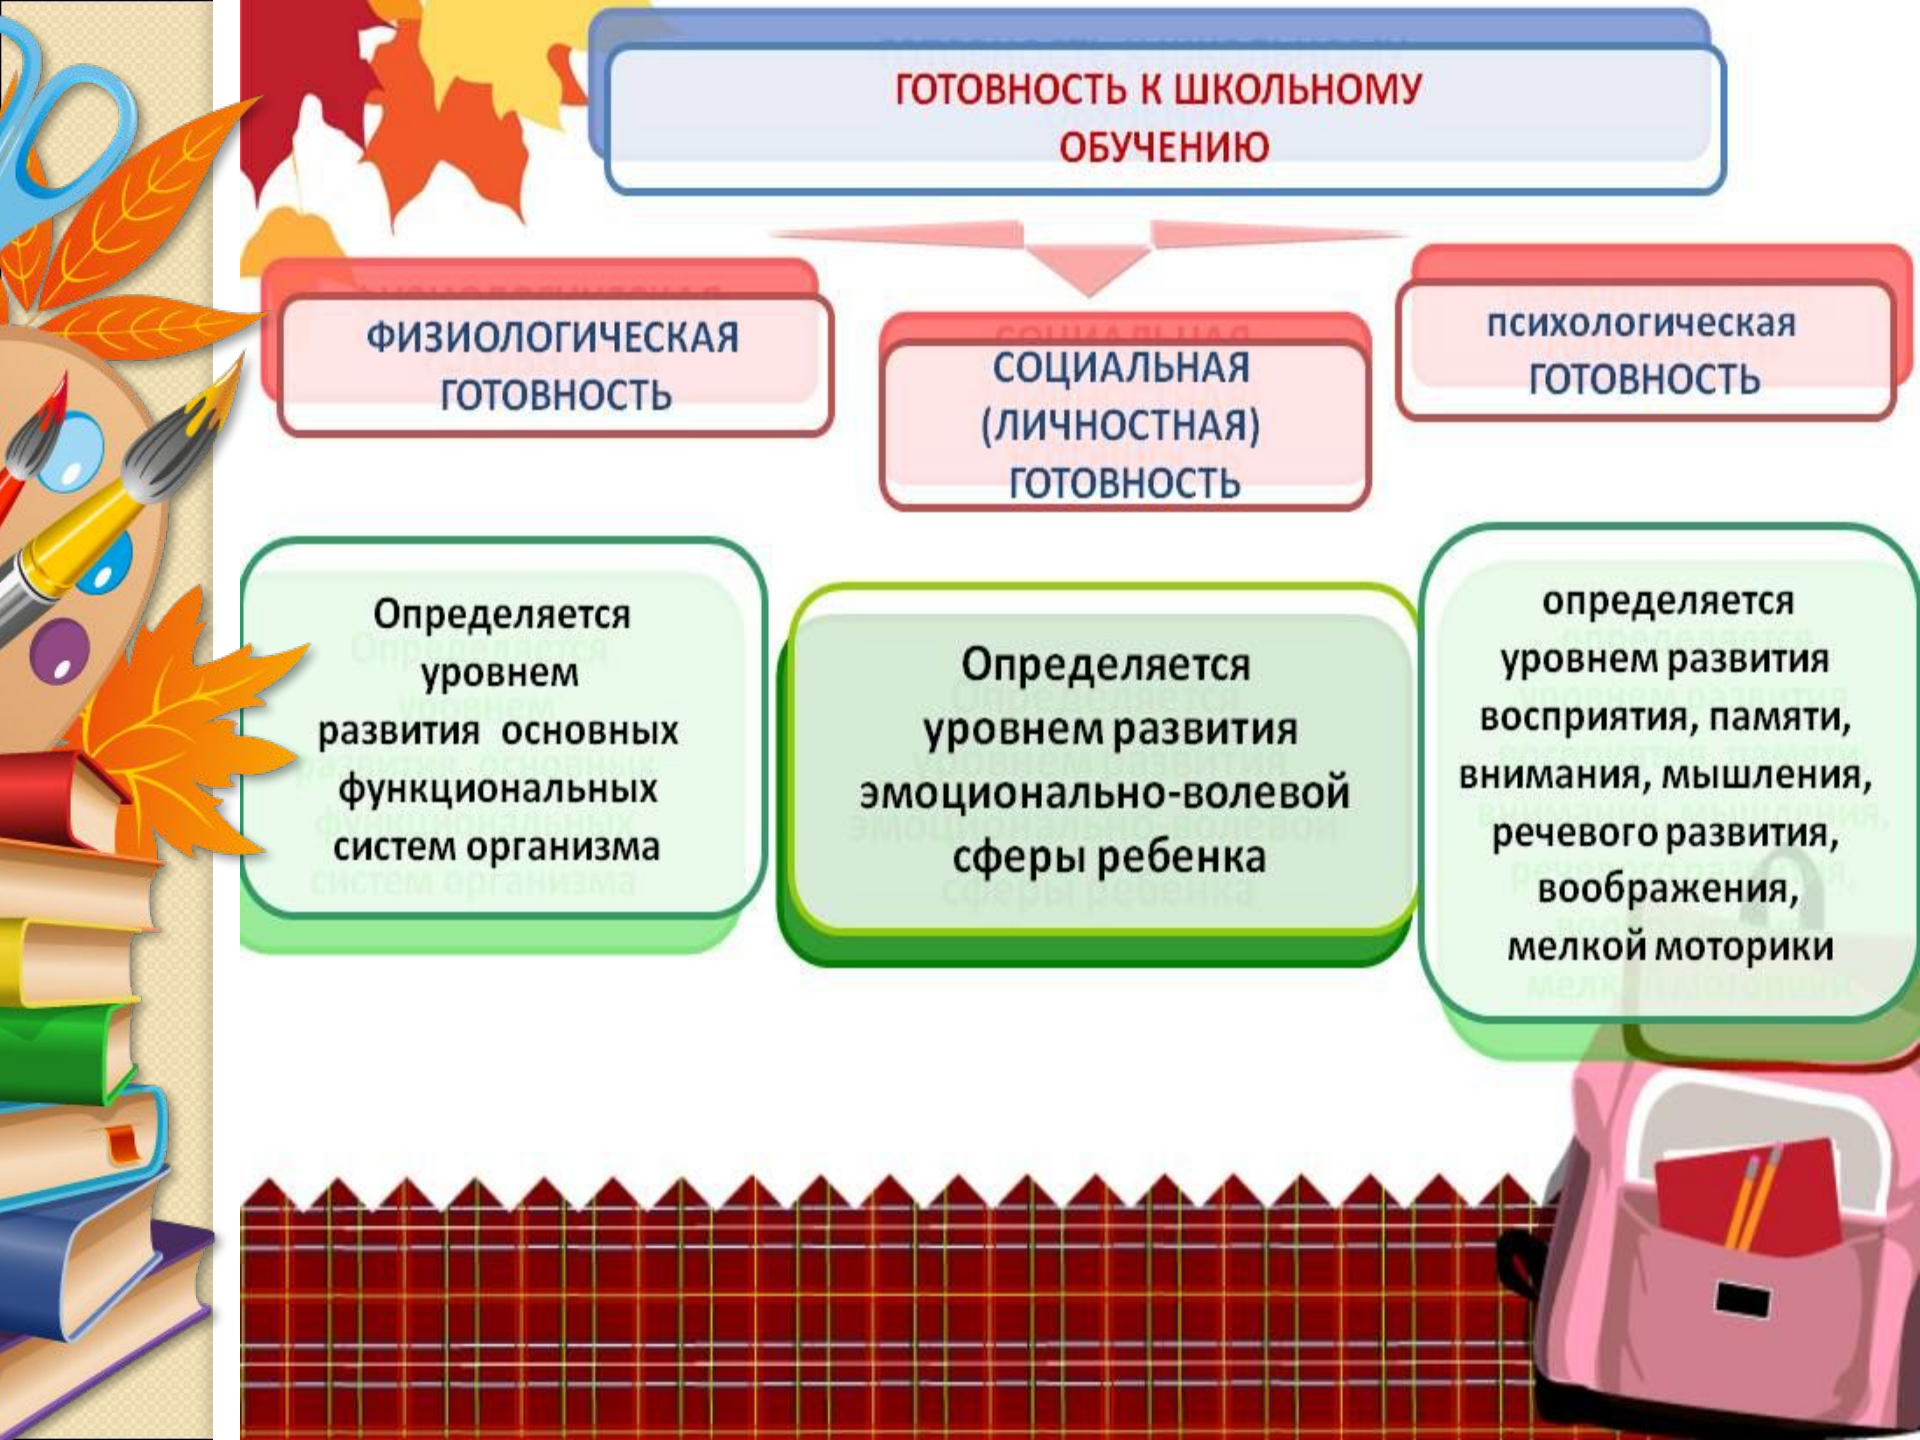 ГОТОВНОСТЬ К ШКОЛЬНОМУ
ОБУЧЕНИЮ
ФИЗИОЛОГИЧЕСКАЯ
ГОТОВНОСТЬ
СОЦИАЛЬНАЯ
(ЛИЧНОСТНАЯ)
ГОТОВНОСТЬ
психологическая
ГОТОВНОСТЬ
Определяется
уровнем
развития основных
функциональных
систем организма
Определяется
уровнем развития
эмоционально-волевой
сферы ребенка
определяется
уровнем развития
восприятия, памяти,
внимания, мышления,
речевого развития,
воображения,
мелкой моторики